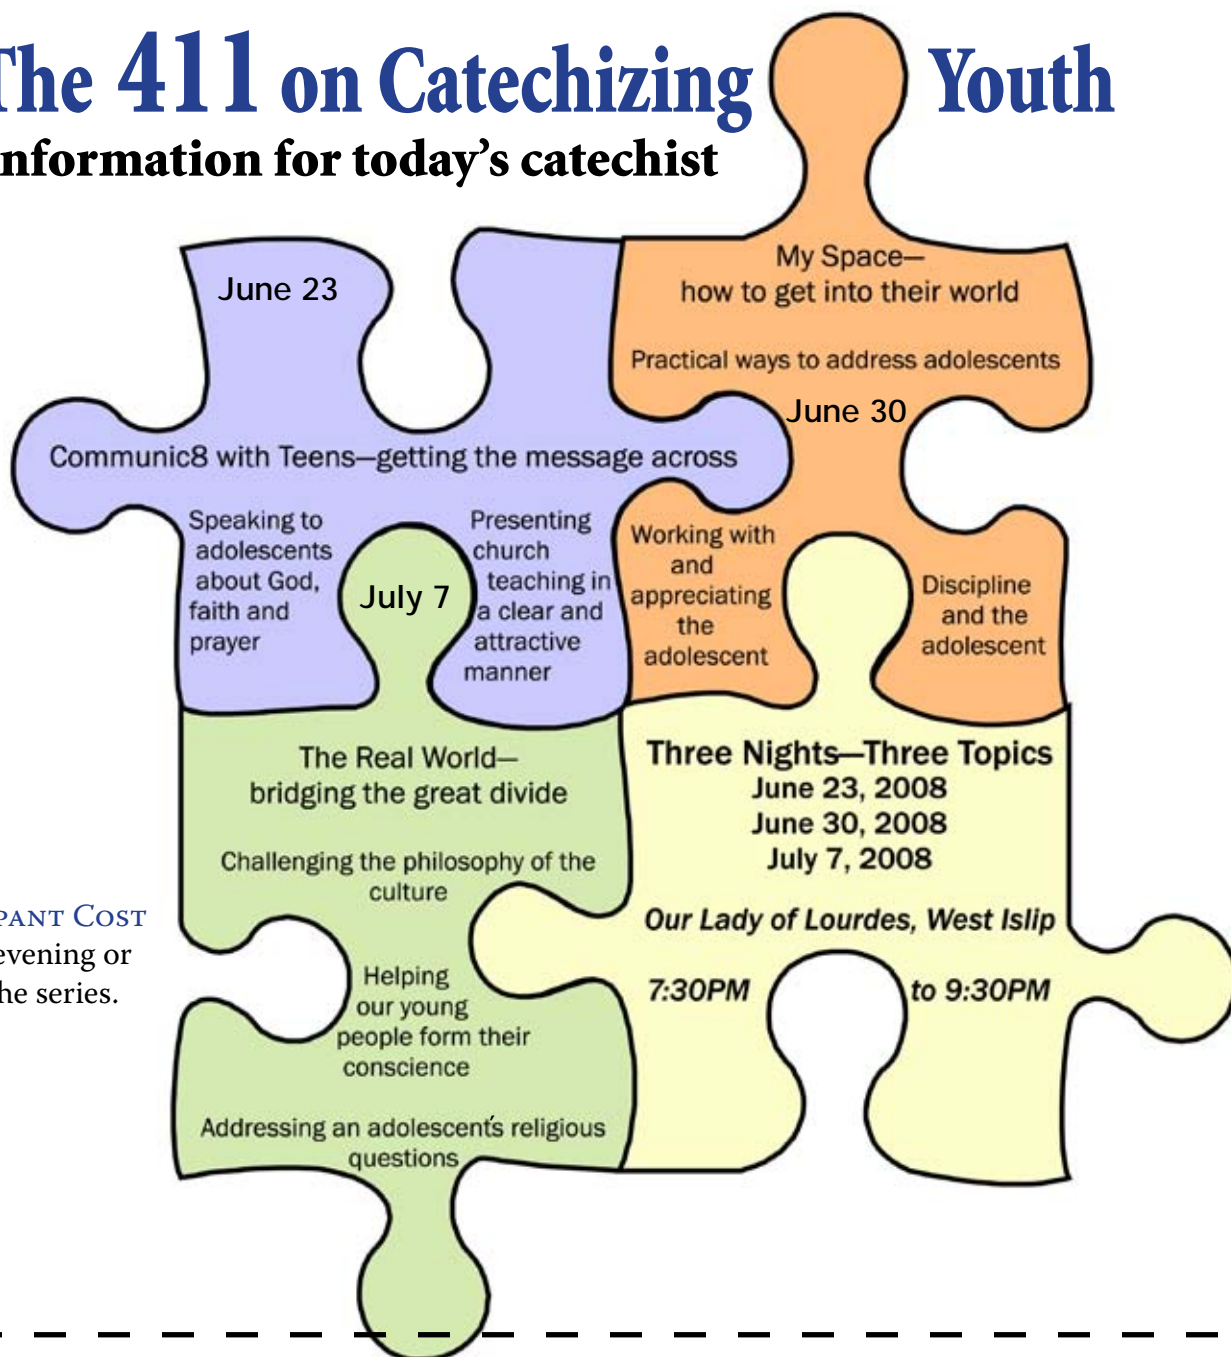 The 411 on Catechizing Youth
nformation for today’s catechist
June 23
Communic8 with Teens—getting the message across
Speaking to
adolescents
about God,
faith and
prayer
Presenting
church
teaching in
a clear and
attractive
manner
My Space—
how to get into their world
Practical ways to address adolescents
June 30
Working with
and
appreciating
the
adolescent
Discipline
and the
adolescent
July 7
The Real World—
bridging the great divide
Challenging the philosophy of the
culture
Helping
our young
people form their
conscience
Addressing an adolescent's religious
questions
Three Nights—Three Topics
June 23, 2008
June 30, 2008
July 7, 2008
Our Lady of Lourdes, West Islip
7:30PM to 9:30PM
PANT COST
evening or
he series.